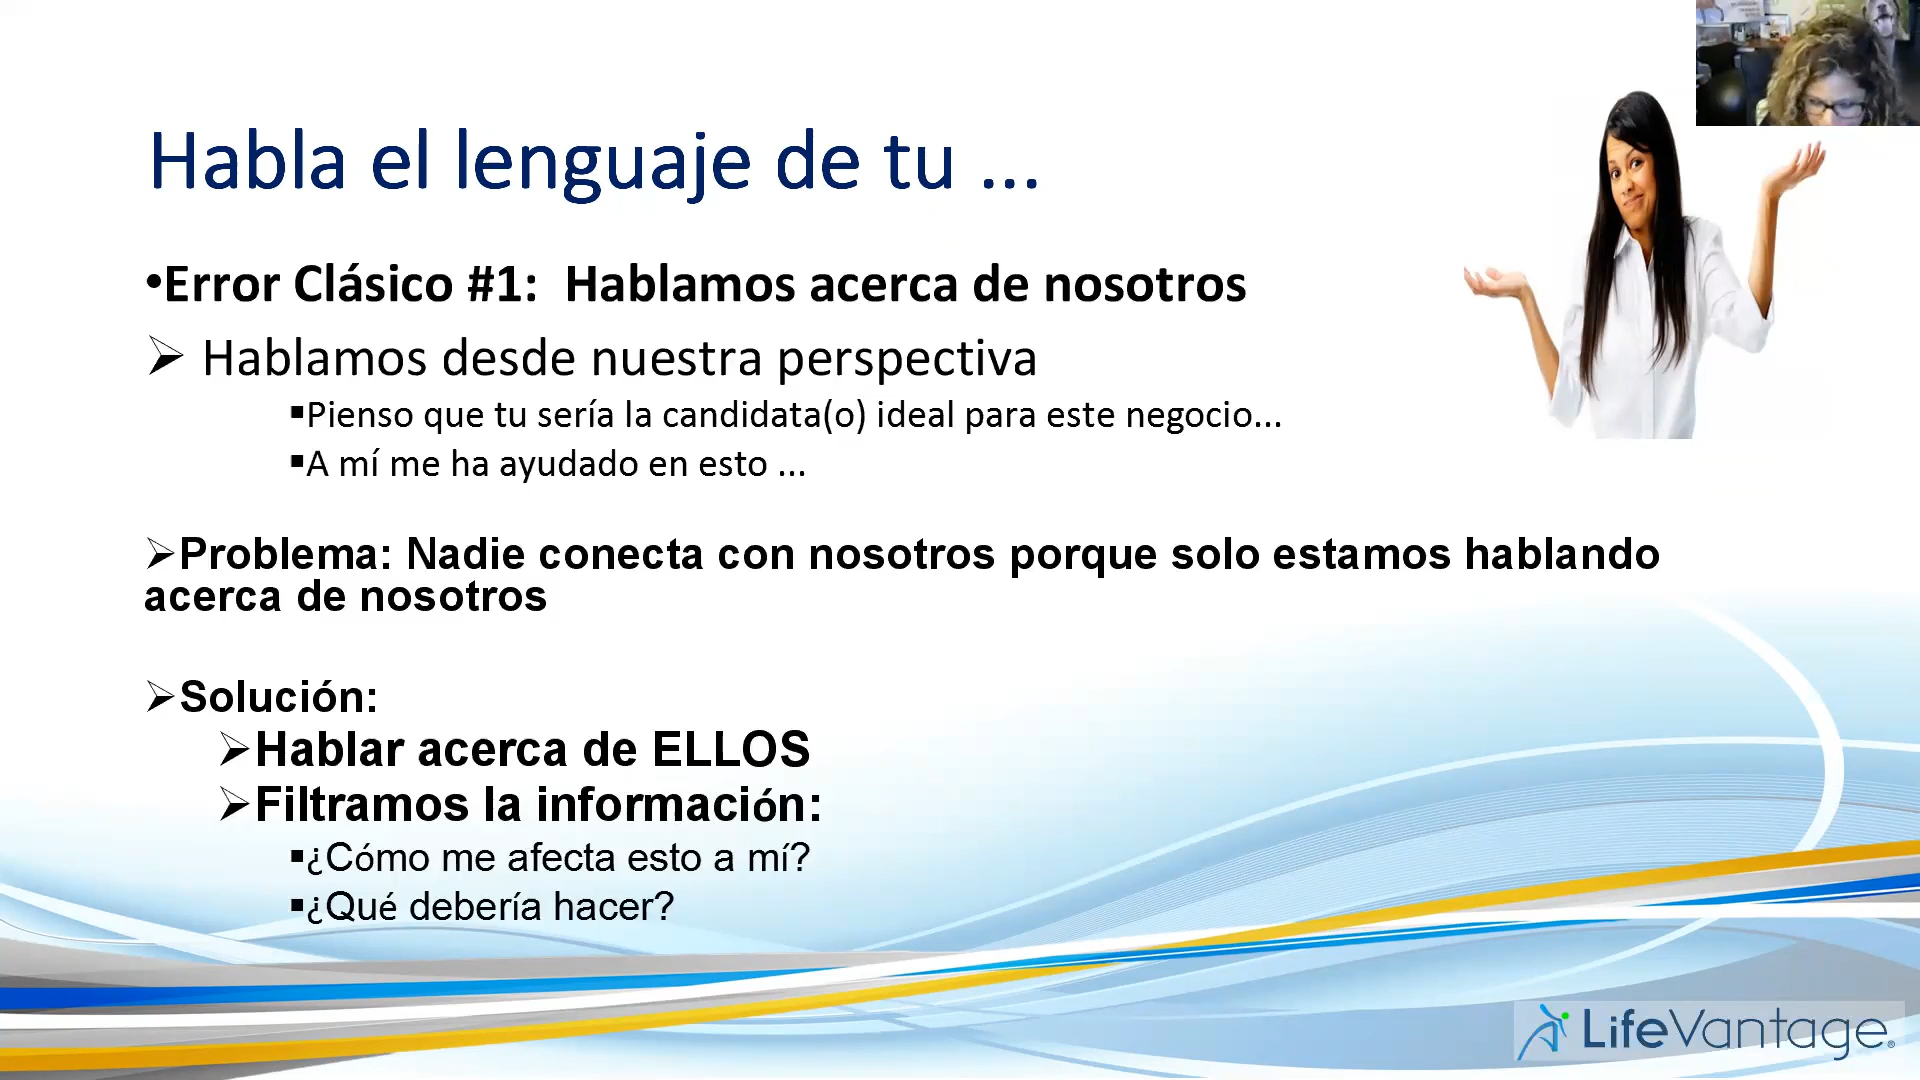 Habla el lenguaje de tu ...
•Error Clásico #1:  Hablamos acerca de nosotros
➢ Hablamos desde nuestra perspectiva
▪Pienso que tu sería la candidata(o) ideal para este negocio...
▪A mí me ha ayudado en esto ...
➢Problema: Nadie conecta con nosotros porque solo estamos hablando
acerca de nosotros
➢Solución:
➢Hablar acerca de ELLOS
➢Filtramos la información:
▪¿Cómo me afecta esto a mí?
▪¿Qué debería hacer?
LifeVantage®